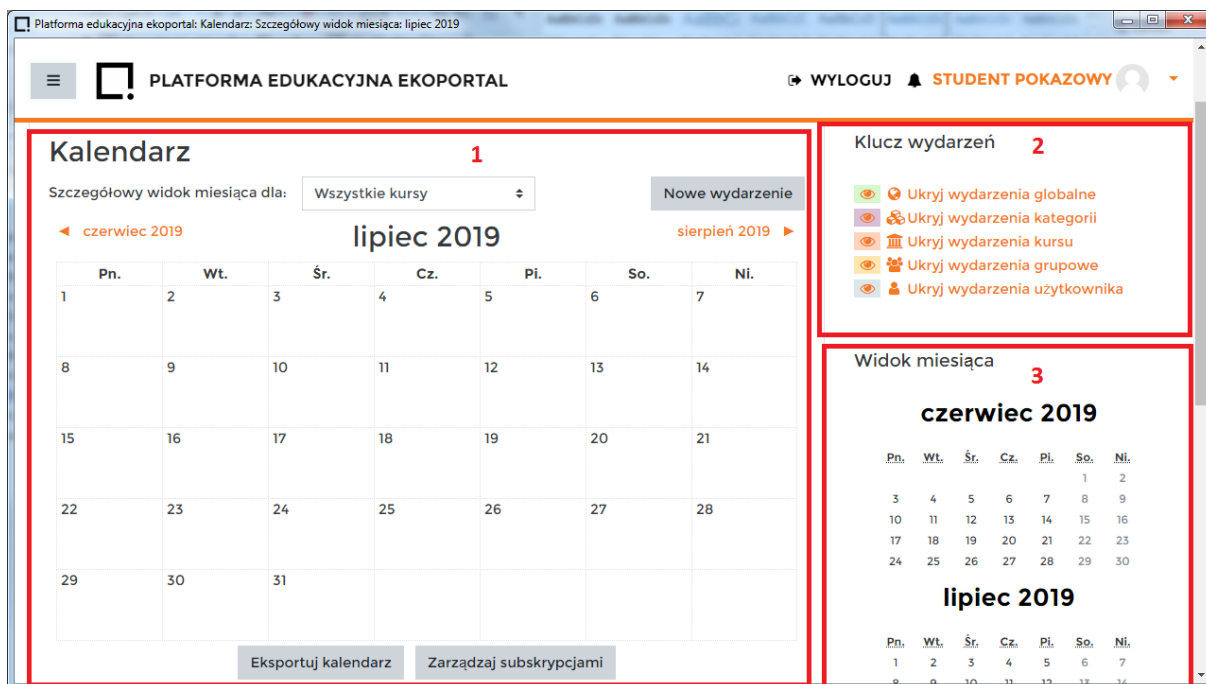 Platforma edukacyjna ekoportal: Kalendarz: Szczegółowy widok miesiąca: lipiec 2019
PLATFORMA EDUKACYJNA EKOPORTAL
WYLOGUJ
STUDENT POKAZOWY
Kalendarz
1
Szczegółowy widok miesiąca dla:
Wszystkie kursy
Nowe wydarzenie
◄ czerwiec 2019
lipiec 2019
sierpień 2019 ►
Pn. Wt. Śr. Cz. Pi. So. Ni.
1 2 3 4 5 6 7
8 9 10 11 12 13 14
15 16 17 18 19 20 21
22 23 24 25 26 27 28
29 30 31
Eksportuj kalendarz
Zarządzaj subskrypcjami
Klucz wydarzeń
2
Ukryj wydarzenia globalne
Ukryj wydarzenia kategorii
Ukryj wydarzenia kursu
Ukryj wydarzenia grupowe
Ukryj wydarzenia użytkownika
Widok miesiąca
3
czerwiec 2019
Pn. Wt. Śr. Cz. Pi. So. Ni.
1 2
3 4 5 6 7 8 9
10 11 12 13 14 15 16
17 18 19 20 21 22 23
24 25 26 27 28 29 30
lipiec 2019
Pn. Wt. Śr. Cz. Pi. So. Ni.
1 2 3 4 5 6 7
8 9 10 11 12 13 14